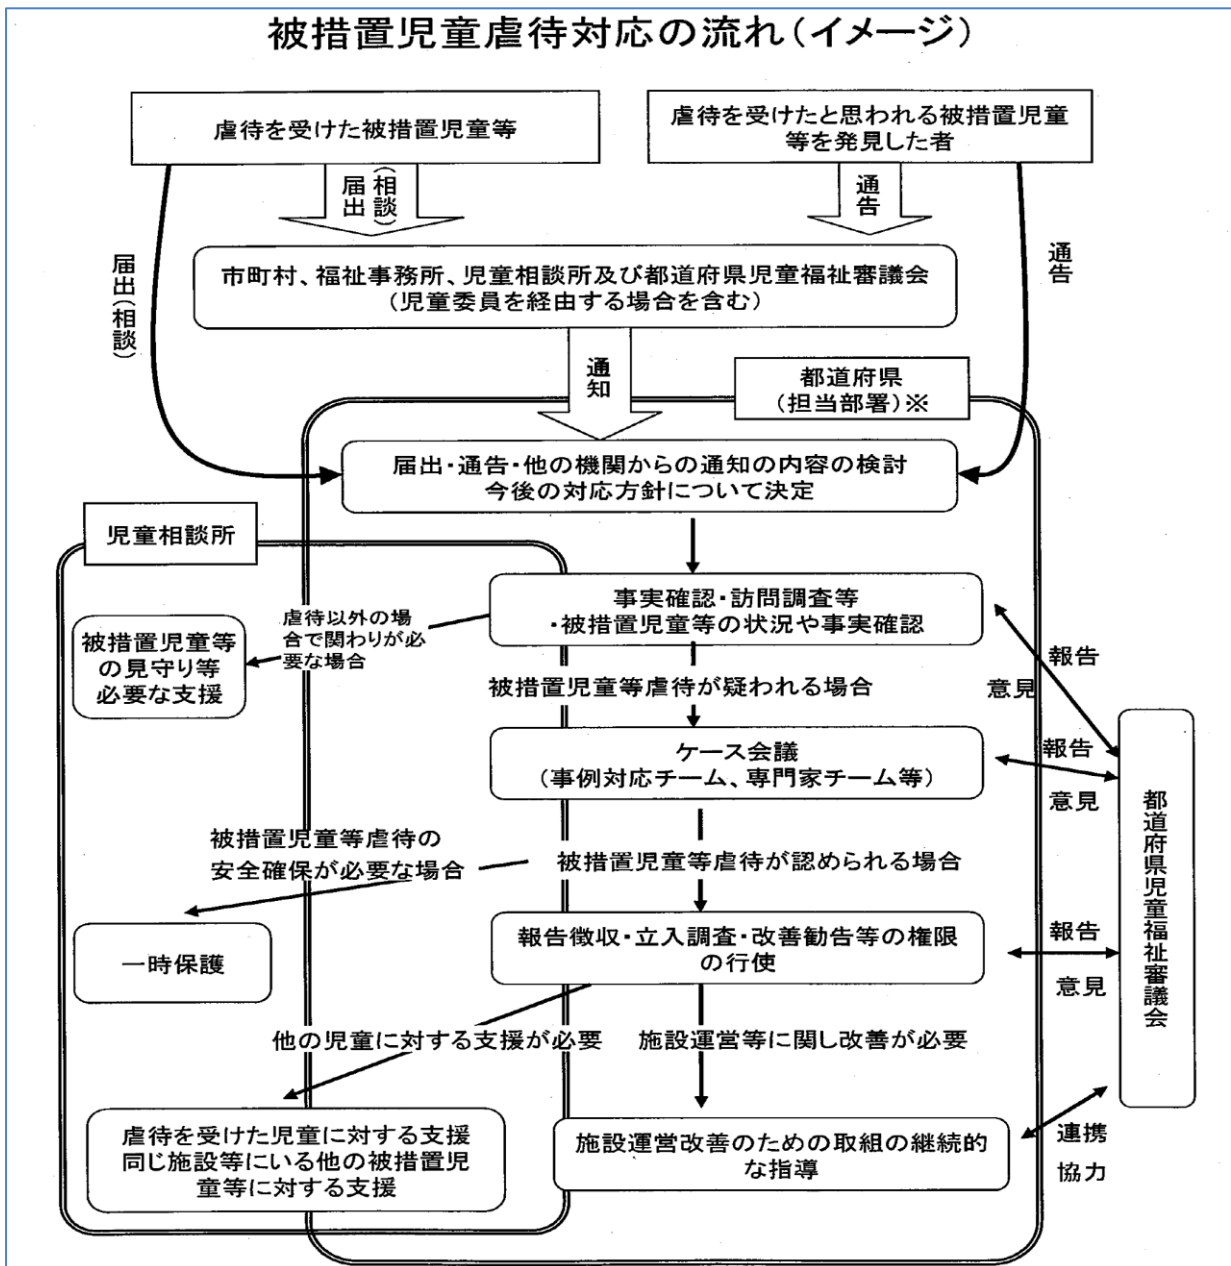 被措置児童虐待対応の流れ(イメージ)
虐待を受けた被措置児童等
虐待を受けたと思われる被措置児童
等を発見した者
届出(相談)
通告
届出(相談)
通告
市町村、福祉事務所、児童相談所及び都道府県児童福祉審議会
(児童委員を経由する場合を含む)
通知
都道府県
(担当部署)※
届出・通告・他の機関からの通知の内容の検討
今後の対応方針について決定
児童相談所
事実確認・訪問調査等
・被措置児童等の状況や事実確認
虐待以外の場
合で関わりが必
要な場合
被措置児童等
の見守り等
必要な支援
報告
意見
被措置児童等虐待が疑われる場合
ケース会議
(事例対応チーム、専門家チーム等)
報告
意見
都道府県児童福祉審議会
被措置児童等虐待の
安全確保が必要な場合
被措置児童等虐待が認められる場合
一時保護
報告徴収・立入調査・改善勧告等の権限
の行使
報告
意見
他の児童に対する支援が必要
施設運営等に関し改善が必要
虐待を受けた児童に対する支援
同じ施設等にいる他の被措置児
童等に対する支援
施設運営改善のための取組の継続的
な指導
連携
協力